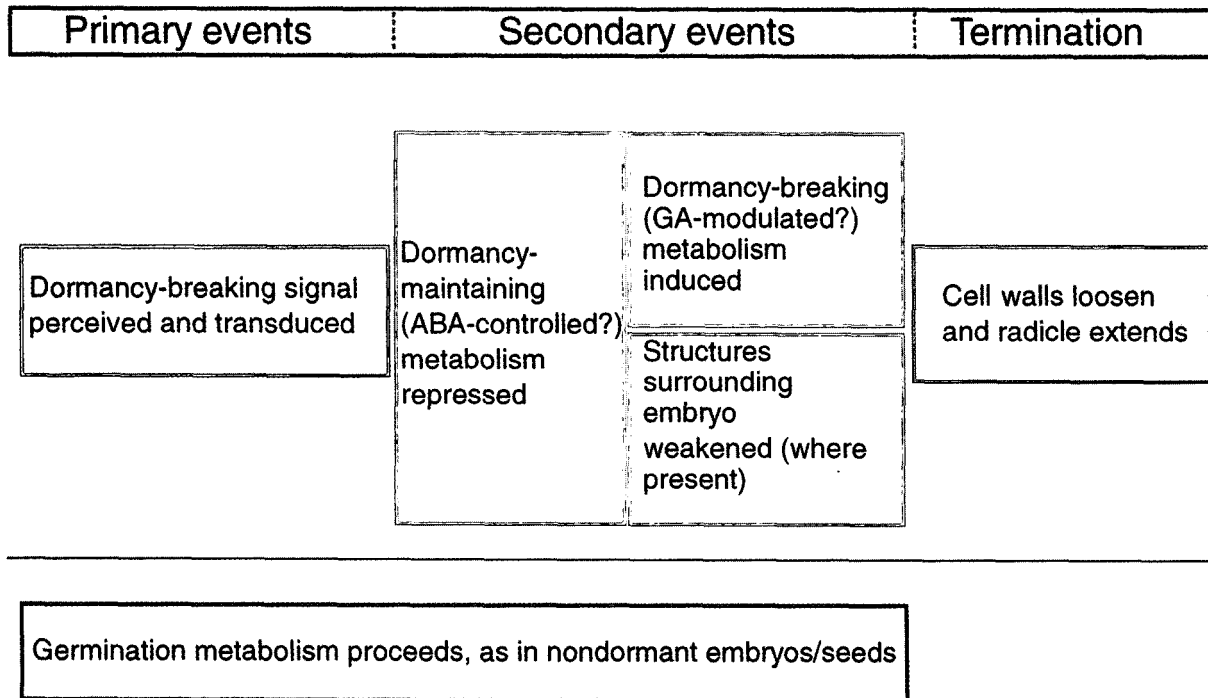 Primary events
Secondary events
Termination
Dormancy-breaking signal
perceived and transduced
Dormancy-
maintaining
(ABA-controlled?)
metabolism
repressed
Dormancy-breaking
(GA-modulated?)
metabolism
induced
Structures
surrounding
embryo
weakened (where
present)
Cell walls loosen
and radicle extends
Germination metabolism proceeds, as in nondormant embryos/seeds